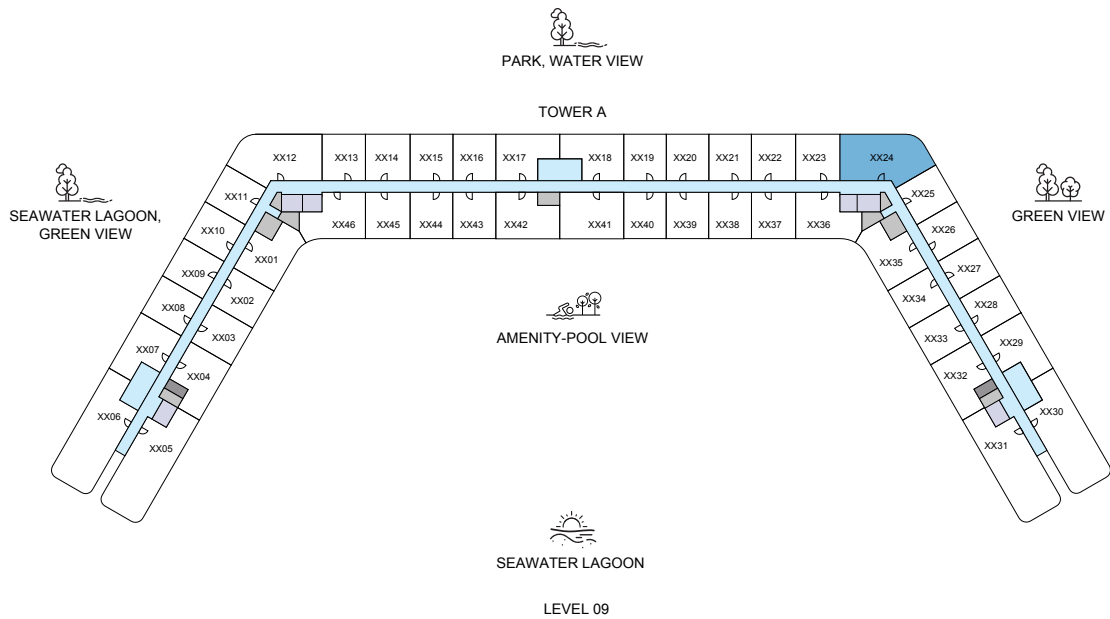 PARK, WATER VIEW
TOWER A
XX12 XX13 XX14 XX15 XX16 XX17 XX18 XX19 XX20 XX21 XX22 XX23 XX24
SEAWATER LAGOON,
GREEN VIEW
GREEN VIEW
XX11 XX25
XX46 XX45 XX44 XX43 XX42 XX41 XX40 XX39 XX38 XX37 XX36
XX10 XX26
XX01 XX35
XX09 XX27
XX02 XX34
XX08 XX28
XX03 XX33
AMENITY-POOL VIEW
XX07 XX29
XX04 XX32
XX06 XX30
XX05 XX31
SEAWATER LAGOON
LEVEL 09